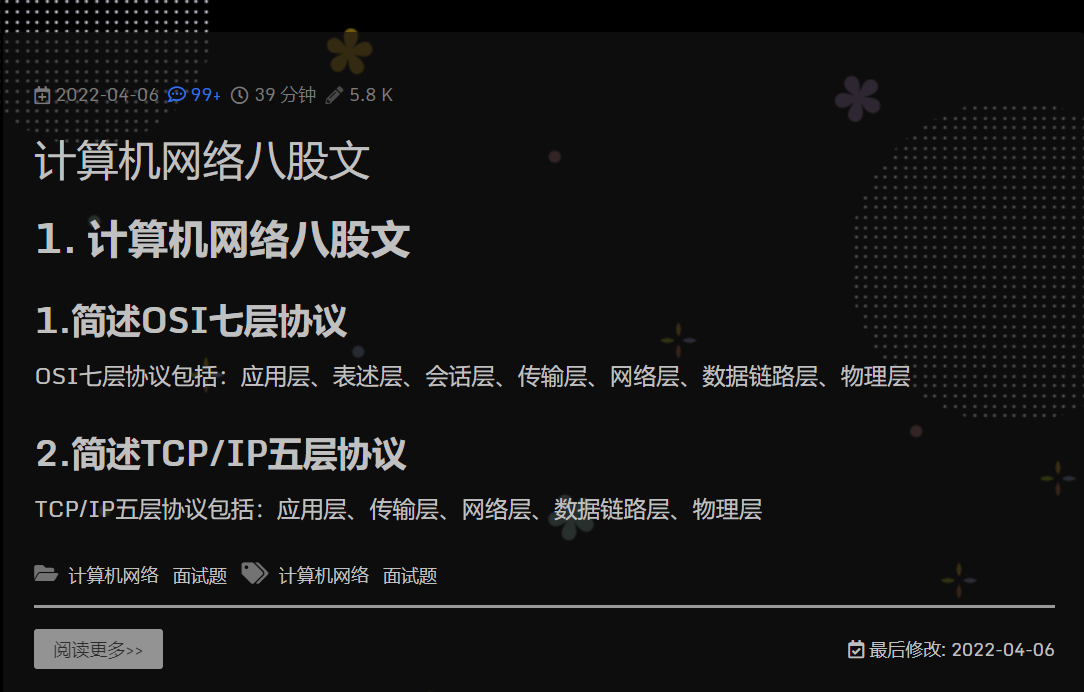 2022-04-06 99+ 39 分钟 5.8 K
计算机网络八股文
1. 计算机网络八股文
1.简述OSI七层协议
OSI七层协议包括：应用层、表述层、会话层、传输层、网络层、数据链路层、物理层
2.简述TCP/IP五层协议
TCP/IP五层协议包括：应用层、传输层、网络层、数据链路层、物理层
计算机网络 面试题 计算机网络 面试题
阅读更多>> 最后修改: 2022-04-06